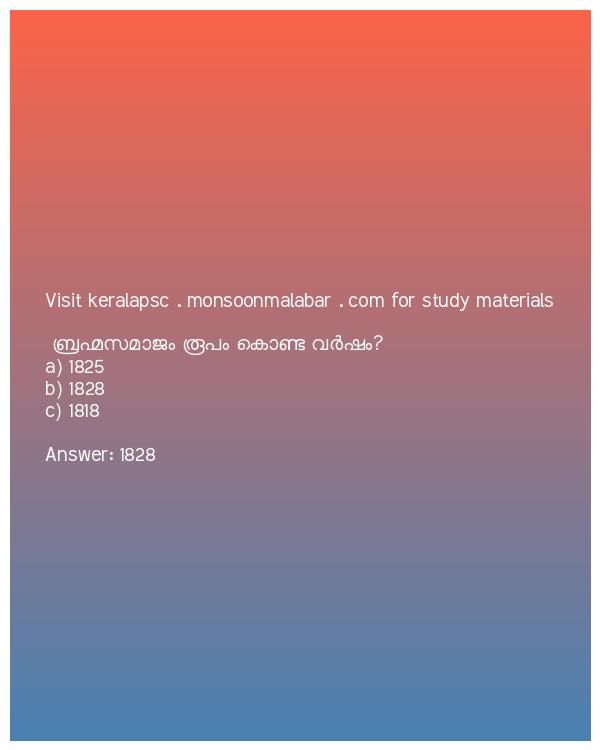 Visit keralapsc . monsoonmalabar . com for study materials
ബ്രഹ്മസമാജം രൂപം കൊണ്ട വർഷം?
a) 1825
b) 1828
c) 1818
Answer: 1828